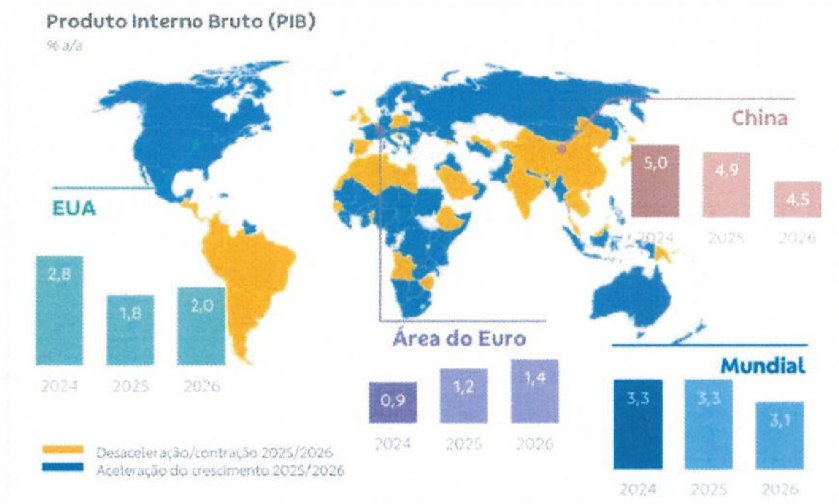 Produto Interno Bruto (PIB)
% a/a
China
5,0 4,9 4,5
2024 2025 2026
EUA
2,8 1,8 2,0
2024 2025 2026
Área do Euro
0,9 1,2 1,4
2024 2025 2026
Mundial
3,3 3,3 3,1
2024 2025 2026
Desaceleração/contração 2025/2026
Aceleração do crescimento 2025/2026